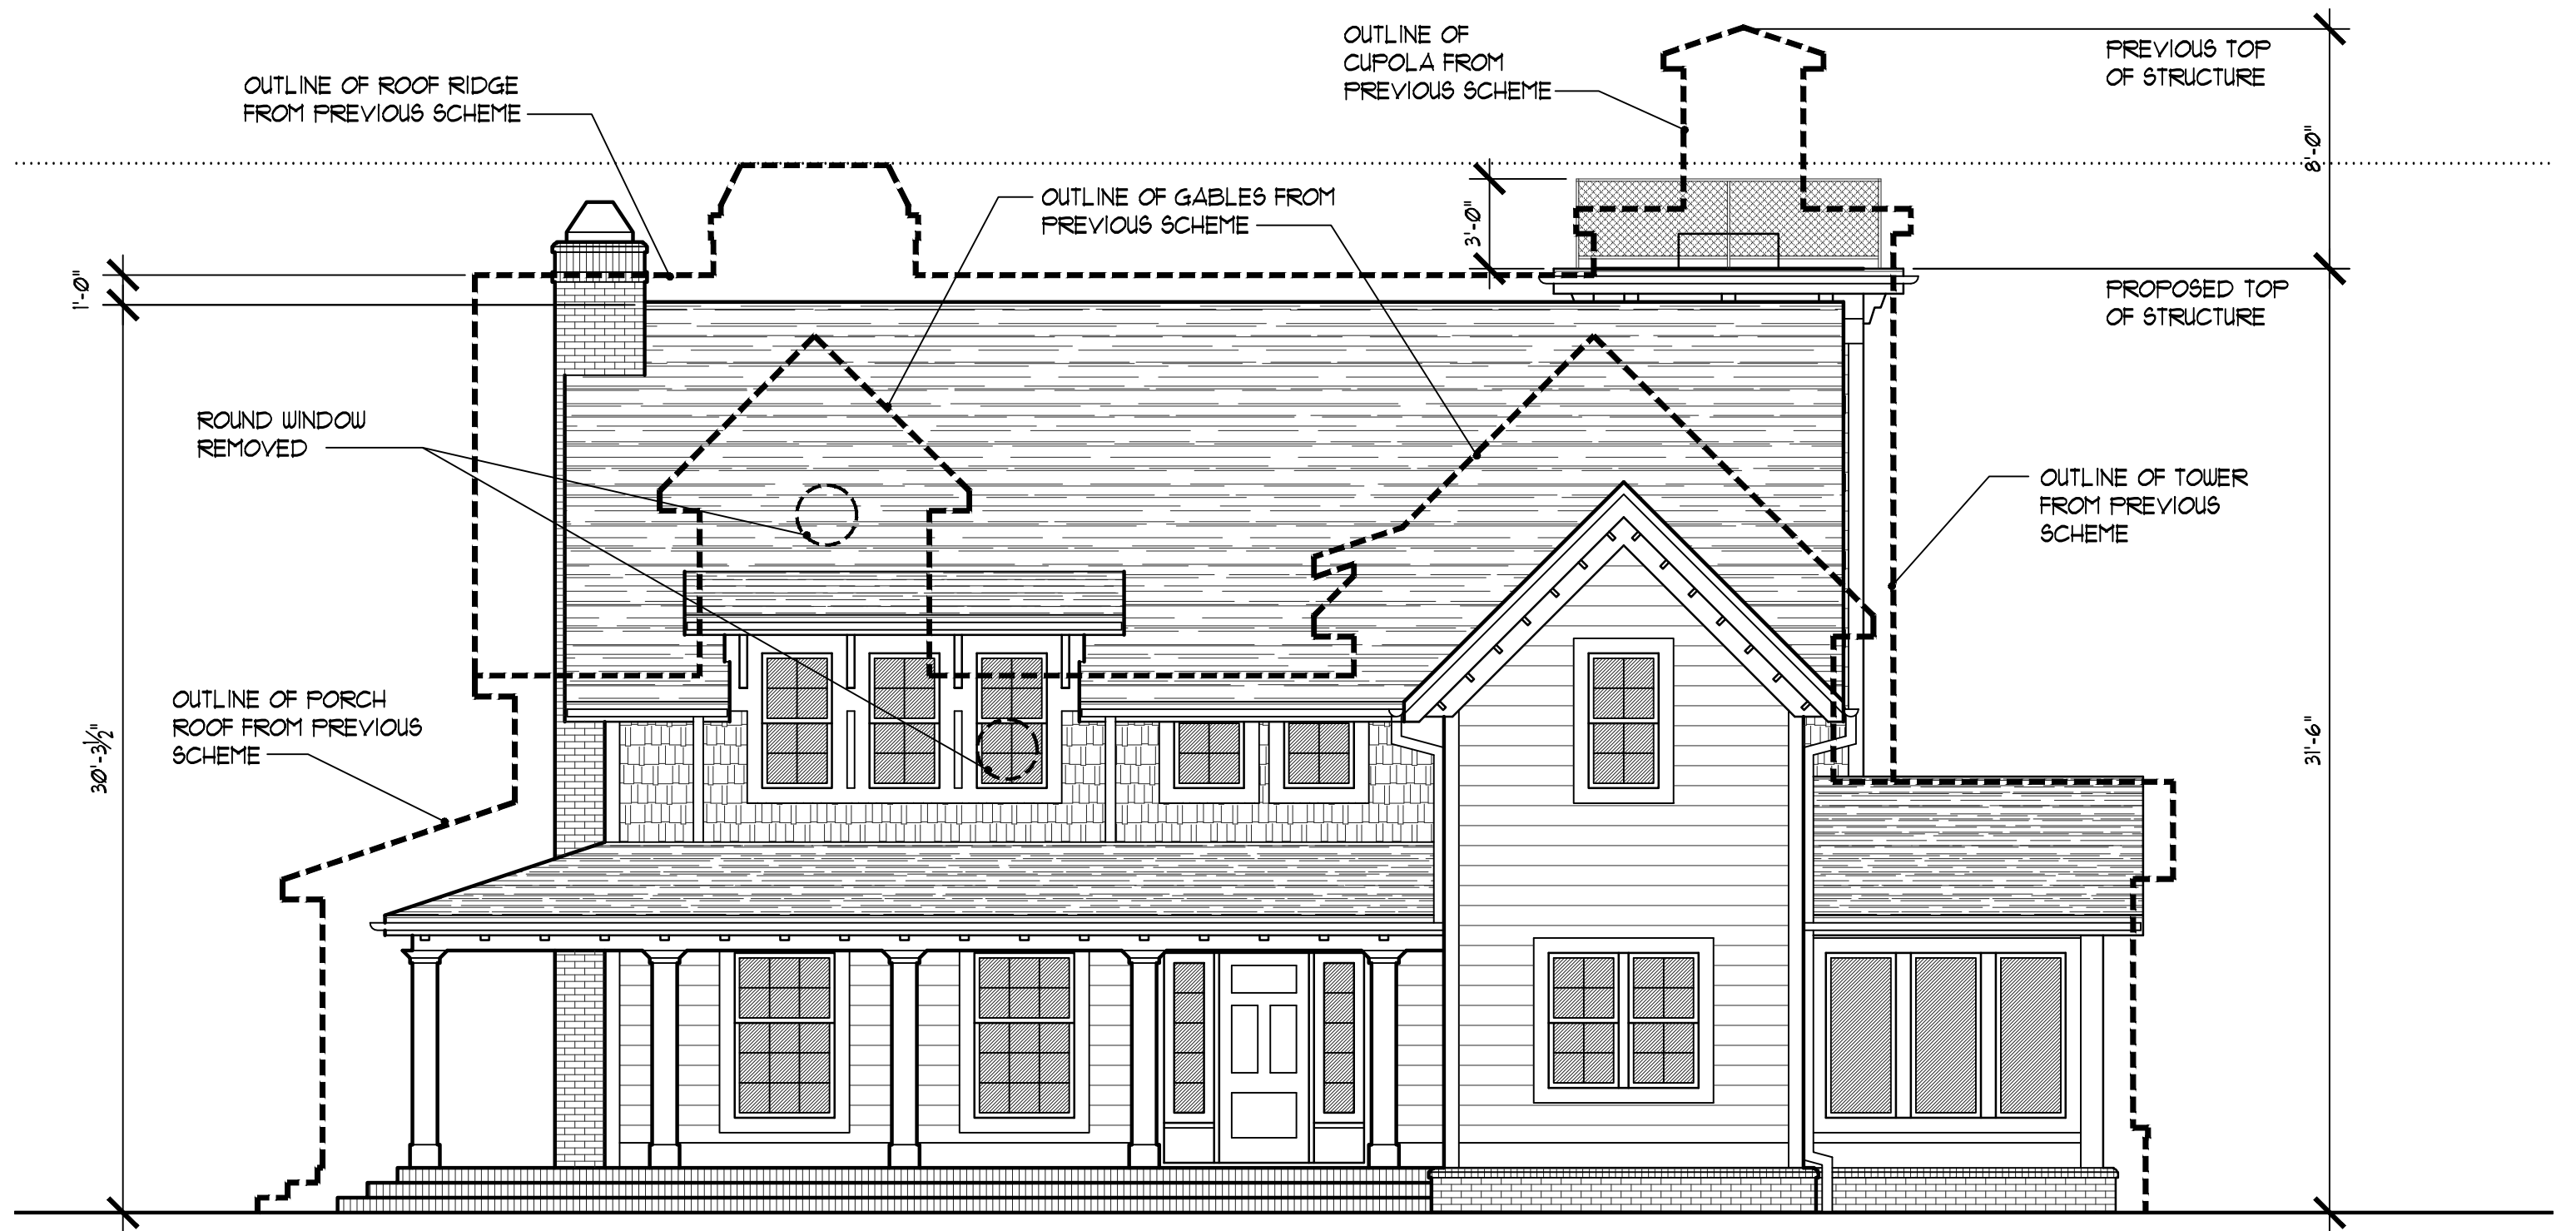 OUTLINE OF
CUPOLA FROM
PREVIOUS SCHEME
PREVIOUS TOP
OF STRUCTURE
OUTLINE OF ROOF RIDGE
FROM PREVIOUS SCHEME
8'-0"
OUTLINE OF GABLES FROM
PREVIOUS SCHEME
3'-0"
1'-0"
PROPOSED TOP
OF STRUCTURE
ROUND WINDOW
REMOVED
OUTLINE OF TOWER
FROM PREVIOUS
SCHEME
OUTLINE OF PORCH
ROOF FROM PREVIOUS
SCHEME
30'-3½"
31'-6"